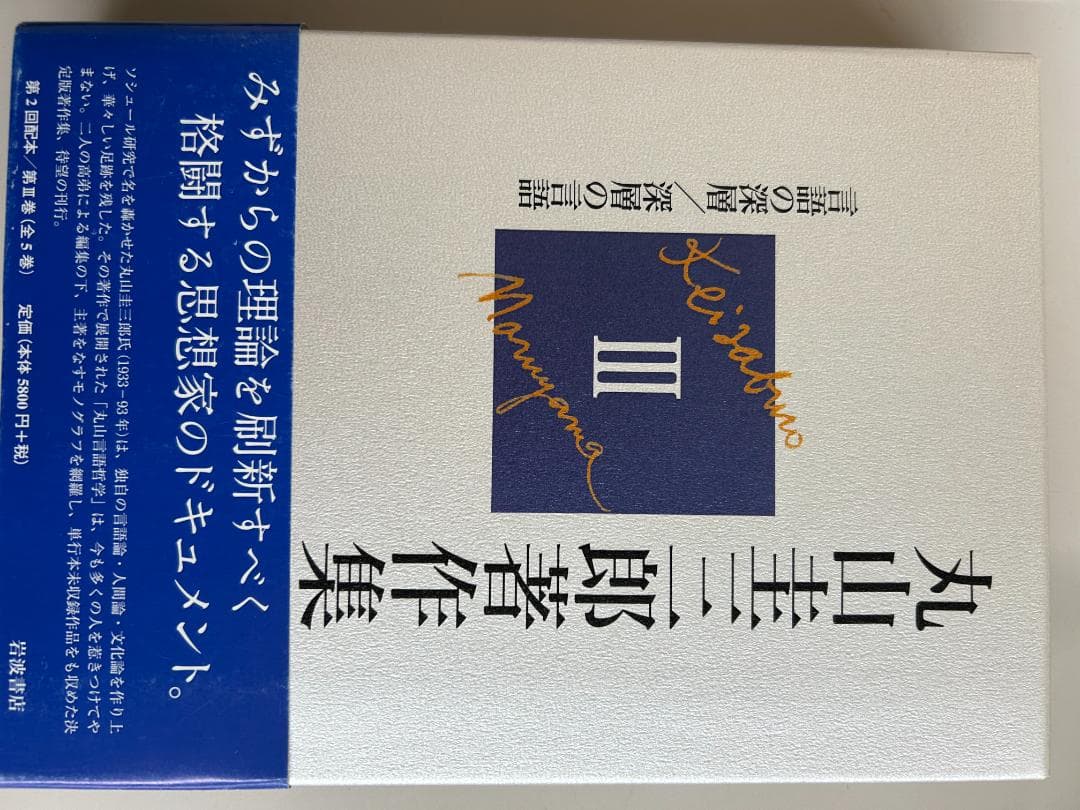 丸山圭三郎著作集
Keizaburo
Maruyama
III
言語の深層／深層の言語
みずからの理論を刷新すべく
格闘する思想家のドキュメント。
ソシュール研究で名を轟かせた丸山圭三郎氏(1933-93年)は、独自の言語論・人間論・文化論を作り上
げ、華々しい足跡を残した。その著作で展開された「丸山言語哲学」は、今も多くの人を惹きつけてや
まない。二人の高弟による編集の下、主著をなすモノグラフを網羅し、単行本未収録作品をも収めた決
定版著作集、待望の刊行。
第2回配本／第Ⅲ巻(全5巻) 定価(本体5800円+税)
岩波書店